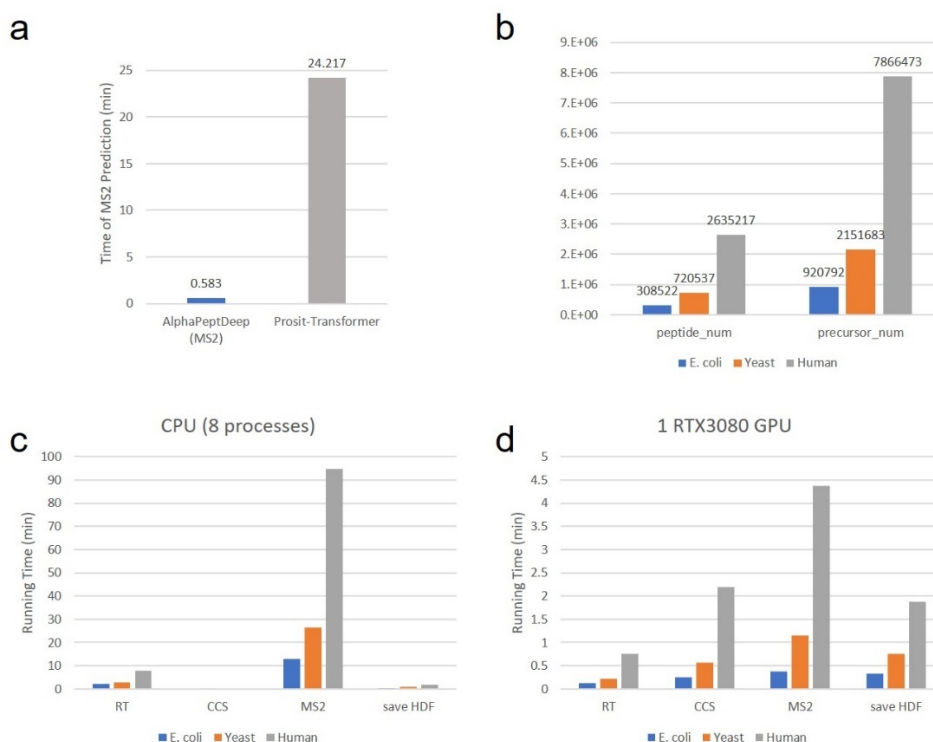 a
24.217
25
20
15
10
5
0
Time of MS2 Prediction (min)
0.583
AlphaPeptDeep
(MS2)
Prosit-Transformer
b
9.E+06
8.E+06
7.E+06
6.E+06
5.E+06
4.E+06
3.E+06
2.E+06
1.E+06
0.E+00
7866473
2635217
2151683
720537
920792
308522
peptide_num
precursor_num
E. coli Yeast Human
c
CPU (8 processes)
100
90
80
70
60
50
40
30
20
10
0
Running Time (min)
RT CCS MS2 save HDF
E. coli Yeast Human
d
1 RTX3080 GPU
5
4.5
4
3.5
3
2.5
2
1.5
1
0.5
0
Running Time (min)
RT CCS MS2 save HDF
E. coli Yeast Human